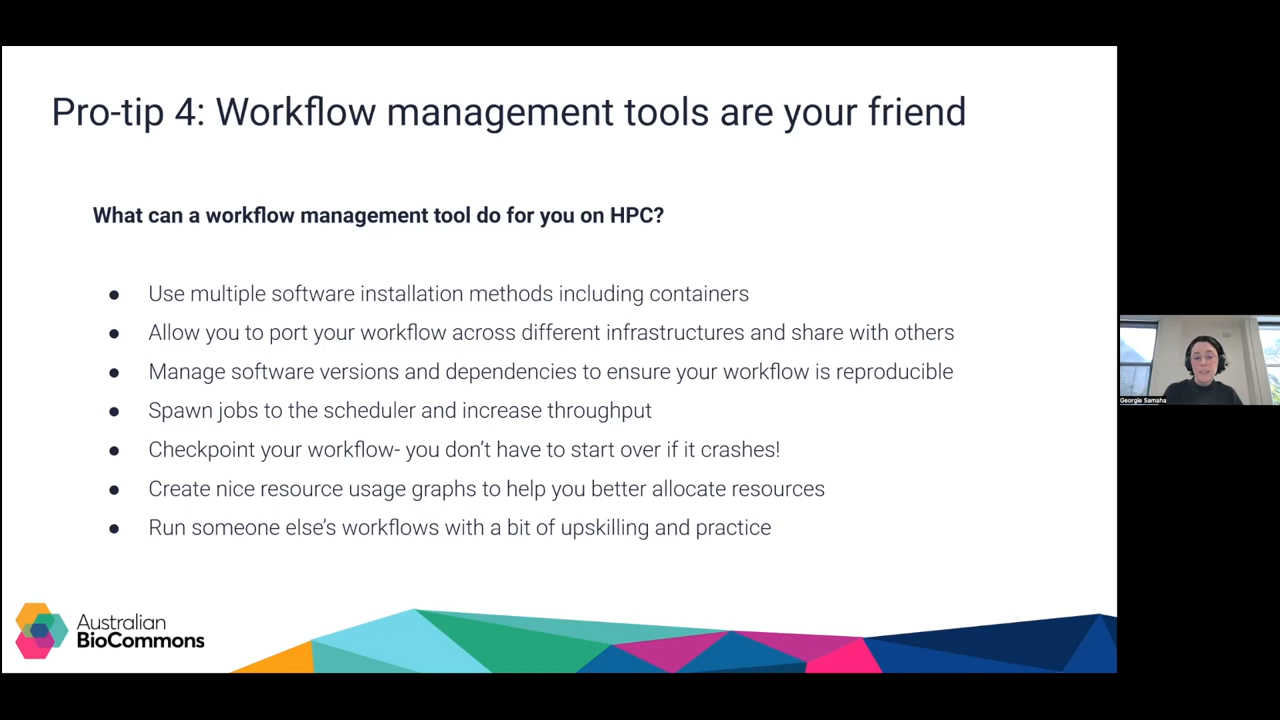 Pro-tip 4: Workflow management tools are your friend
What can a workflow management tool do for you on HPC?
● Use multiple software installation methods including containers
● Allow you to port your workflow across different infrastructures and share with others
● Manage software versions and dependencies to ensure your workflow is reproducible
● Spawn jobs to the scheduler and increase throughput
● Checkpoint your workflow- you don’t have to start over if it crashes!
● Create nice resource usage graphs to help you better allocate resources
● Run someone else’s workflows with a bit of upskilling and practice
Australian
BioCommons
Georgie Samaha